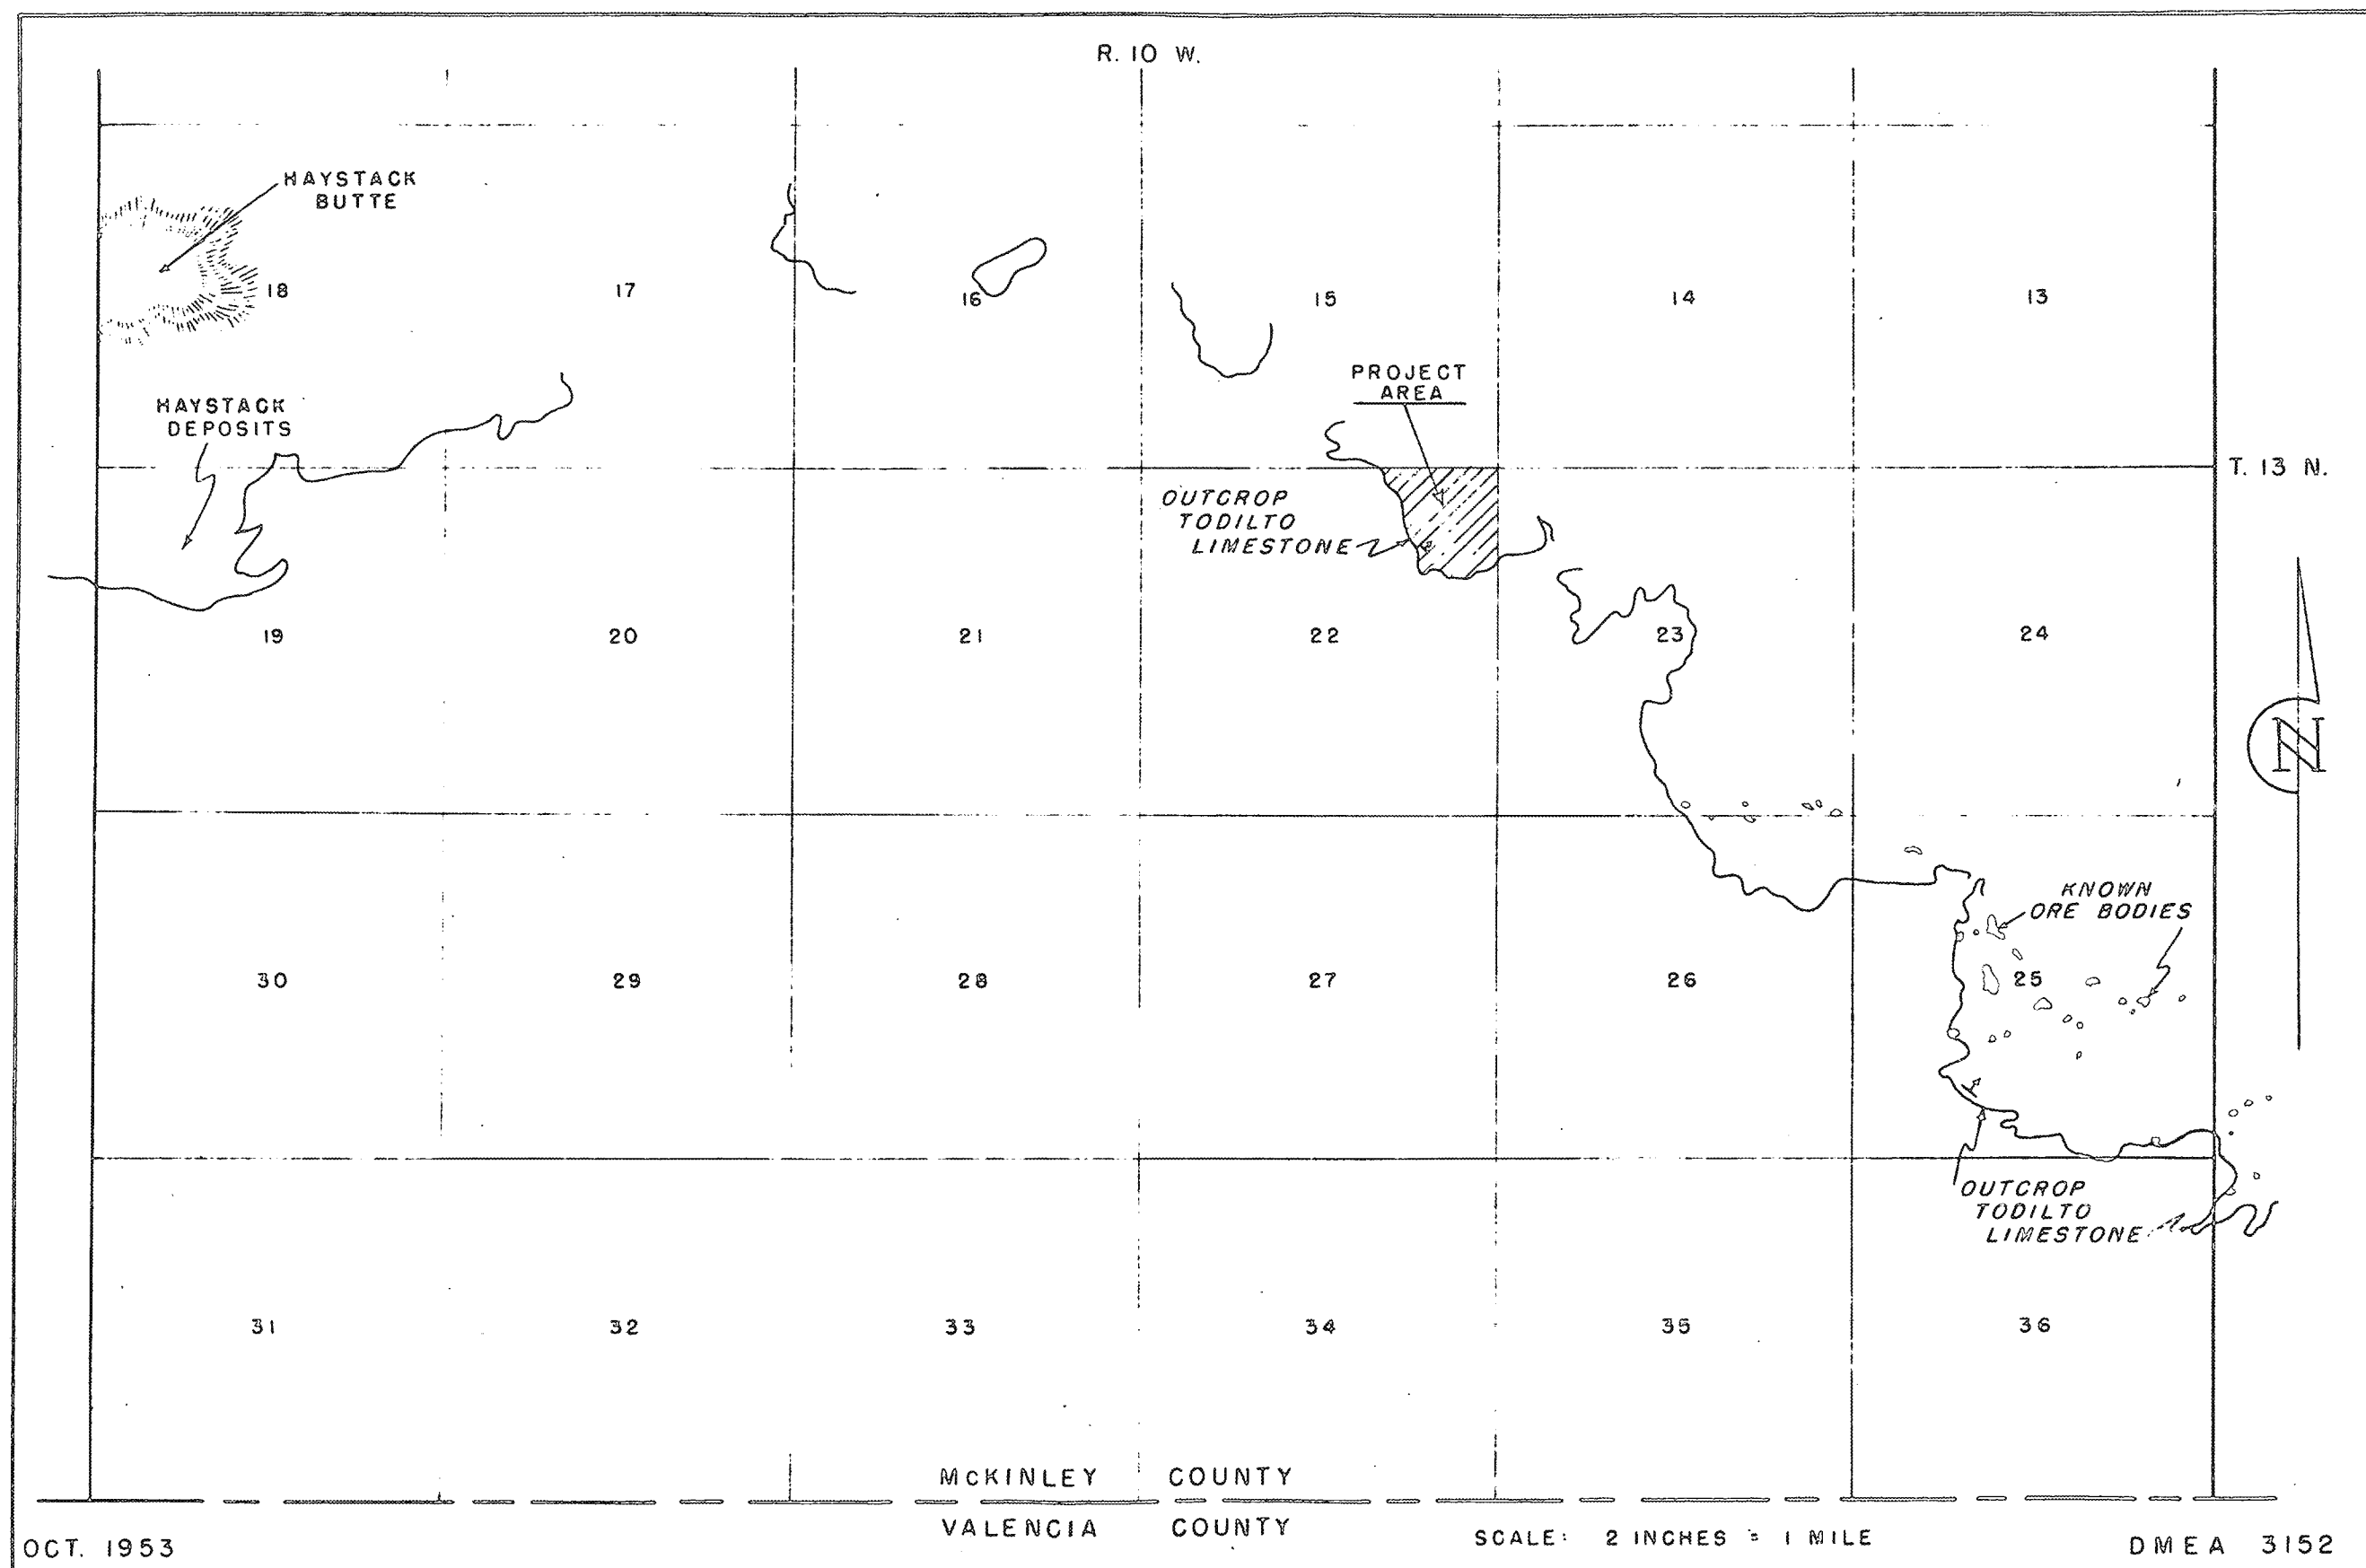 R. 10 W.
HAYSTACK
BUTTE
18
17
16
15
14
13
PROJECT
AREA
HAYSTACK
DEPOSITS
T. 13 N.
OUTCROP
TODILTO
LIMESTONE
19
20
21
22
23
24
N
KNOWN
ORE BODIES
30
29
28
27
26
25
OUTCROP
TODILTO
LIMESTONE
31
32
33
34
35
36
McKINLEY COUNTY
VALENCIA COUNTY
OCT. 1953
SCALE: 2 INCHES = 1 MILE
DMEA 3152